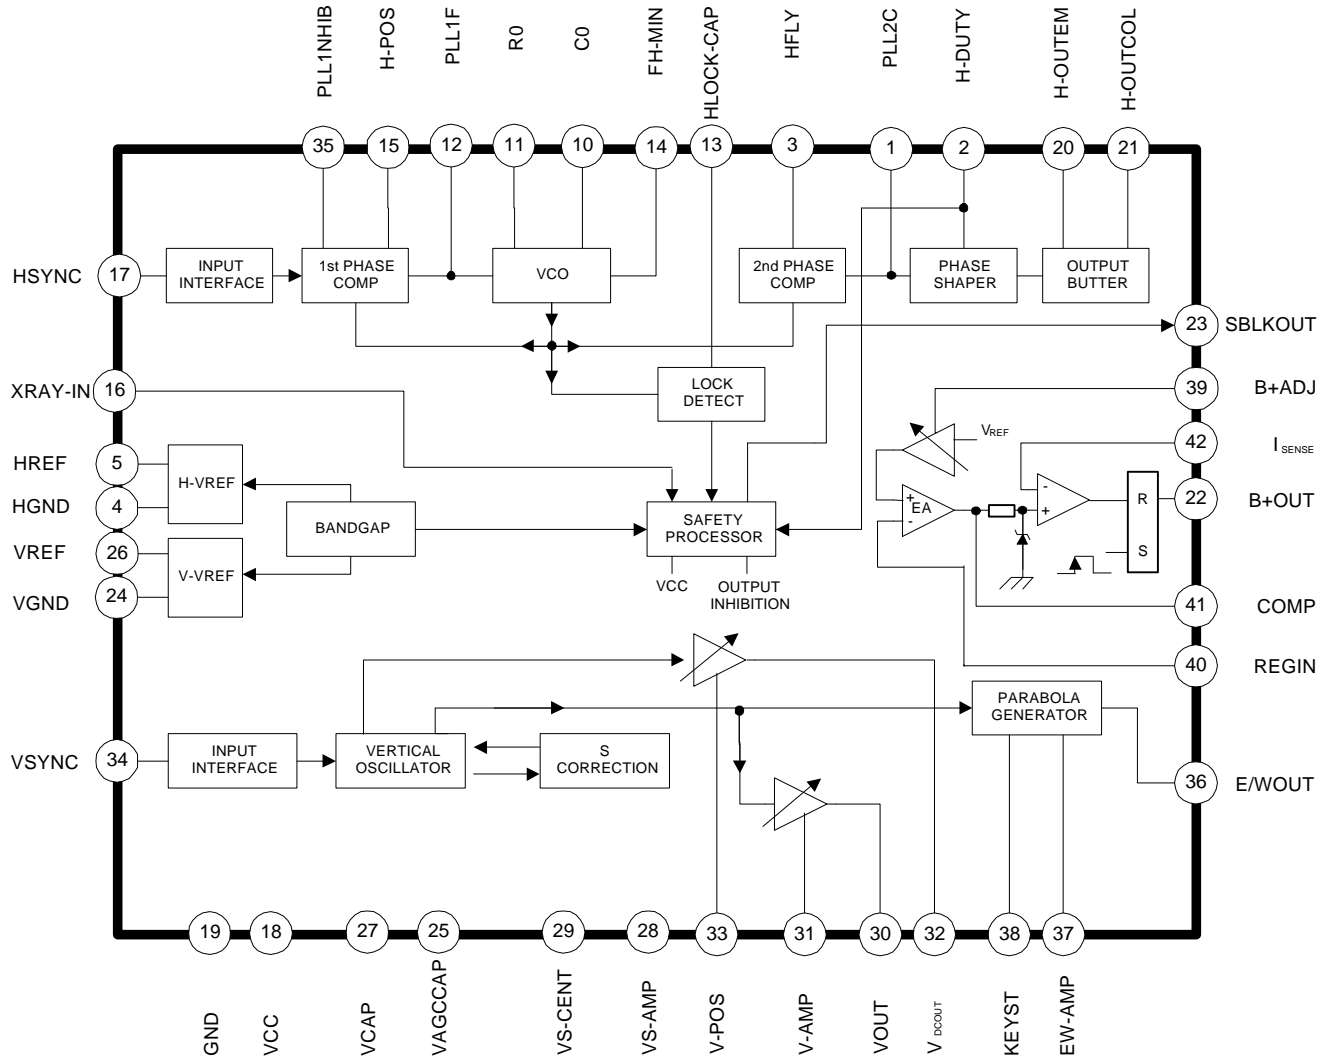 PLL1NHIB
H-POS
PLL1F
R0
C0
FH-MIN
HLOCK-CAP
HFLY
PLL2C
H-DUTY
H-OUTEM
H-OUTCOL
35
15
12
11
10
14
13
3
1
2
20
21
HSYNC
17
INPUT
INTERFACE
1st PHASE
COMP
VCO
2nd PHASE
COMP
PHASE
SHAPER
OUTPUT
BUTTER
23
SBLKOUT
XRAY-IN
16
LOCK
DETECT
39
B+ADJ
VREF
42
ISENSE
HREF
5
H-VREF
HGND
4
+
EA
-
-
+
R
S
22
B+OUT
BANDGAP
SAFETY
PROCESSOR
VCC
OUTPUT
INHIBITION
VREF
26
V-VREF
VGND
24
41
COMP
40
REGIN
PARABOLA
GENERATOR
VSYNC
34
INPUT
INTERFACE
VERTICAL
OSCILLATOR
S
CORRECTION
36
E/WOUT
19
18
27
25
29
28
33
31
30
32
38
37
GND
VCC
VCAP
VAGCCAP
VS-CENT
VS-AMP
V-POS
V-AMP
VOUT
VDCOUT
KEYST
EW-AMP